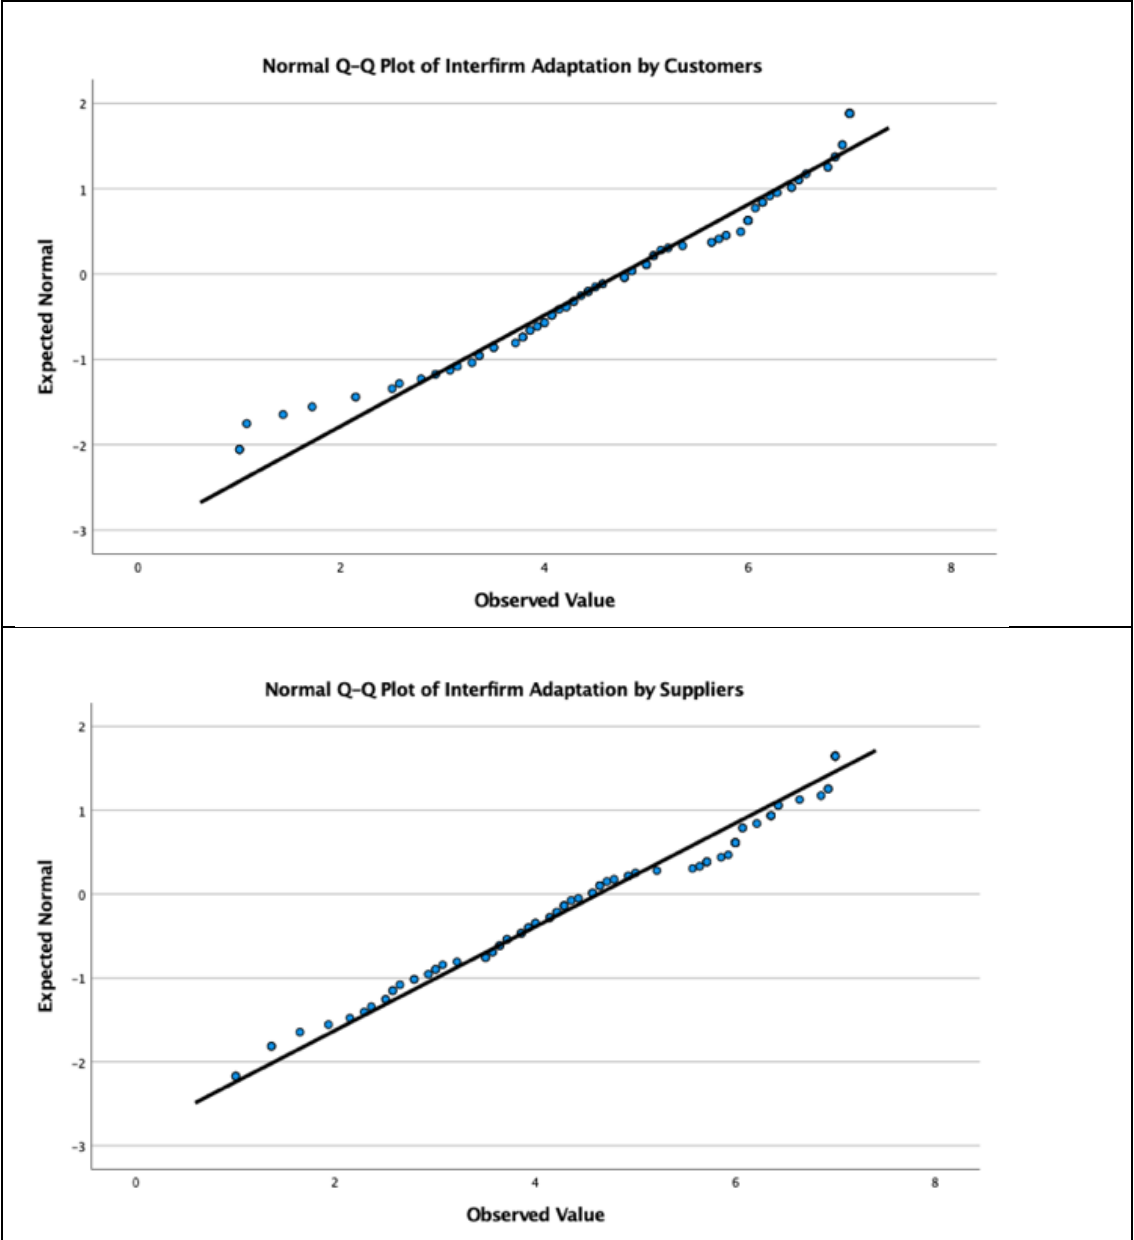 Normal Q-Q Plot of Interfirm Adaptation by Customers
2
1
0
-1
-2
-3
Expected Normal
0 2 4 6 8
Observed Value
Normal Q-Q Plot of Interfirm Adaptation by Suppliers
2
1
0
-1
-2
-3
Expected Normal
0 2 4 6 8
Observed Value